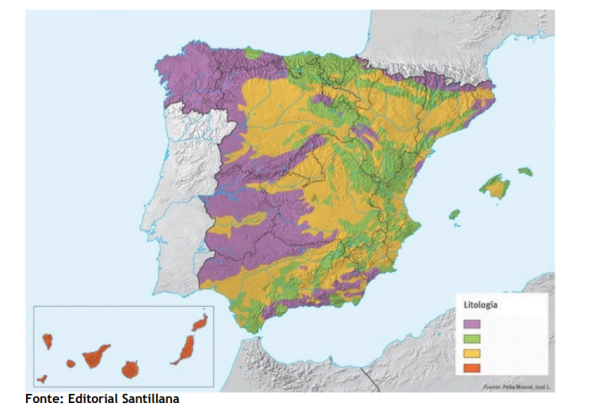 Litología
Fuente: Peña Monné, José L.
Fonte: Editorial Santillana